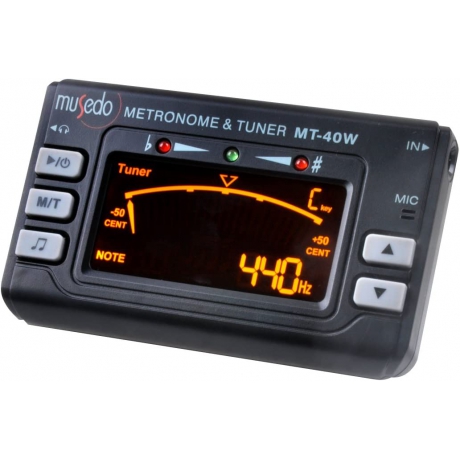 musedo
METRONOME & TUNER MT-40W
♭ #
IN▶
▶/⏻
Tuner
C key
M/T
MIC
-50
CENT
+50
CENT
NOTE
440Hz